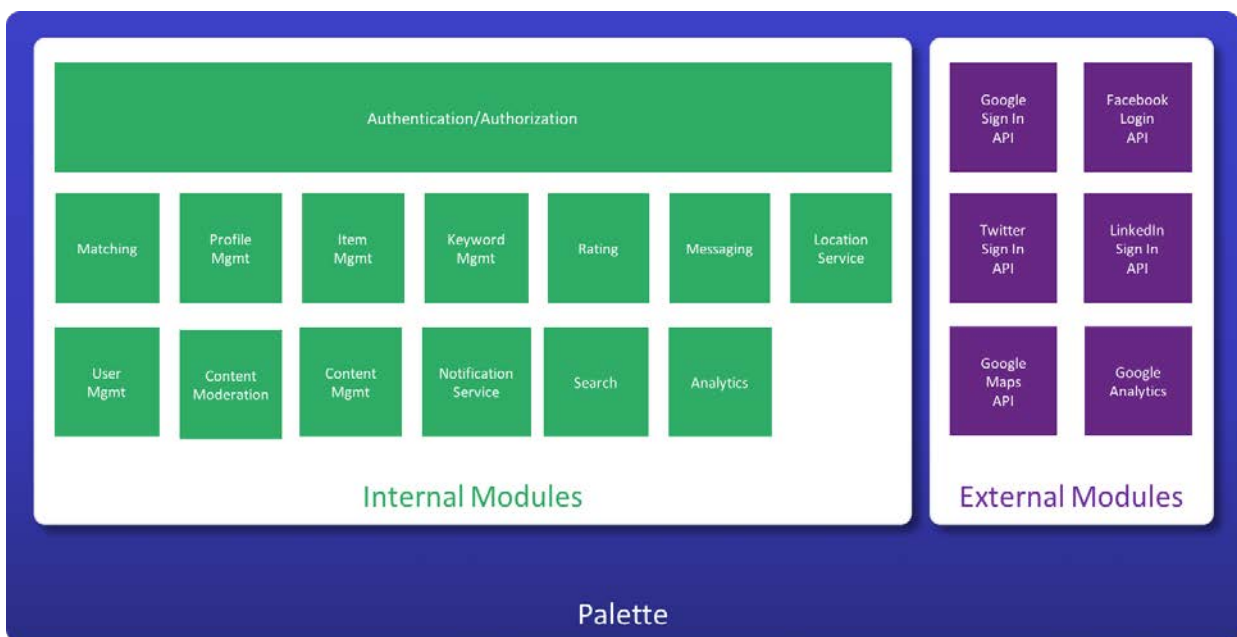 Authentication/Authorization
Matching
Profile
Mgmt
Item
Mgmt
Keyword
Mgmt
Rating
Messaging
Location
Service
User
Mgmt
Content
Moderation
Content
Mgmt
Notification
Service
Search
Analytics
Internal Modules
Google
Sign In
API
Facebook
Login
API
Twitter
Sign In
API
LinkedIn
Sign In
API
Google
Maps
API
Google
Analytics
External Modules
Palette